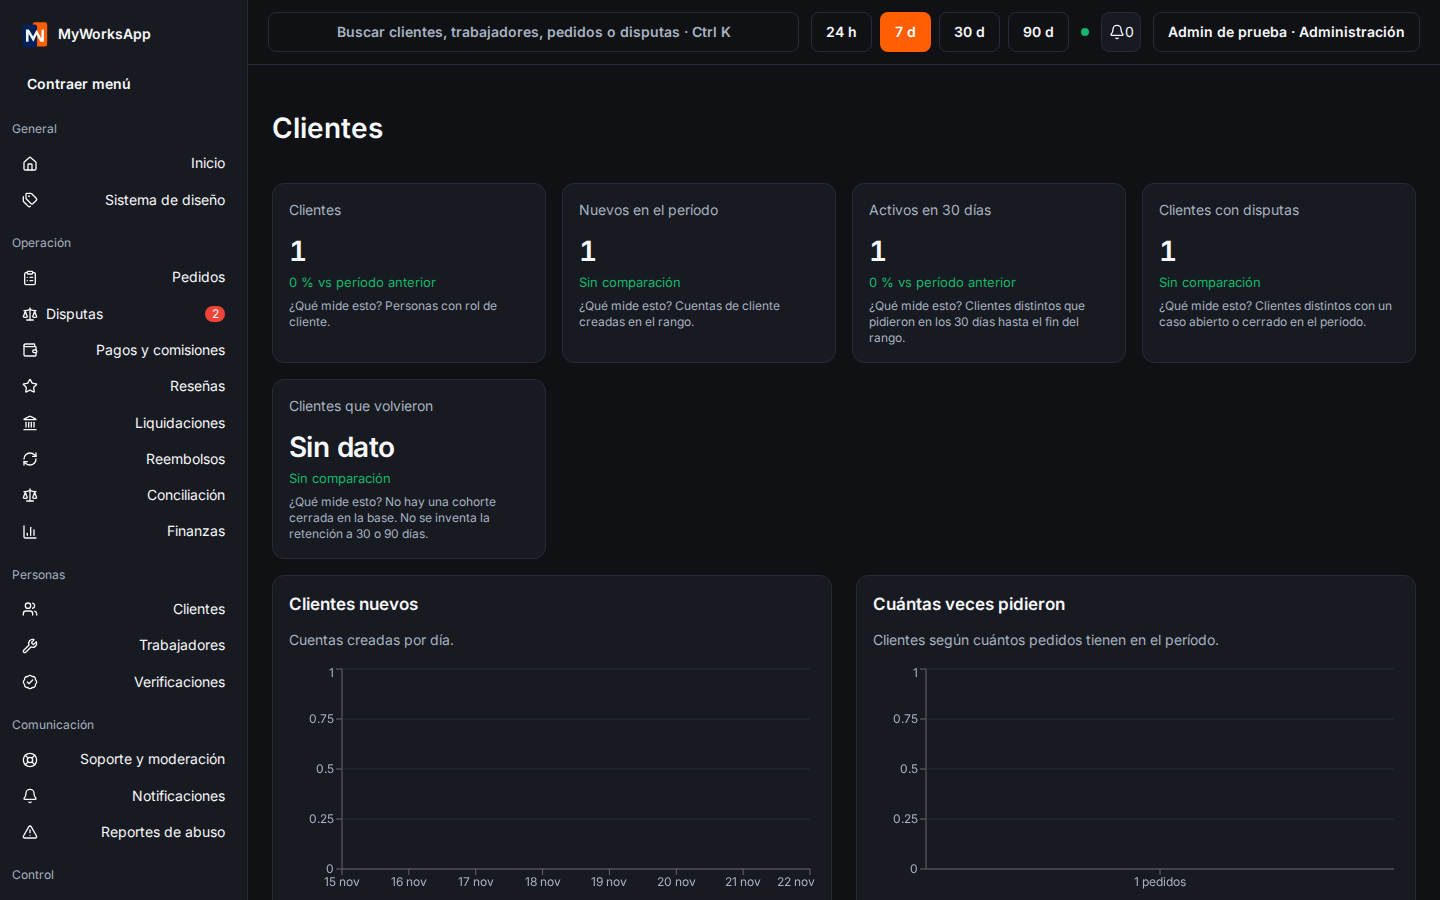 MyWorksApp
Contraer menú
General
Inicio
Sistema de diseño
Operación
Pedidos
Disputas 2
Pagos y comisiones
Reseñas
Liquidaciones
Reembolsos
Conciliación
Finanzas
Personas
Clientes
Trabajadores
Verificaciones
Comunicación
Soporte y moderación
Notificaciones
Reportes de abuso
Control
Buscar clientes, trabajadores, pedidos o disputas · Ctrl K
24 h
7 d
30 d
90 d
0
Admin de prueba · Administración
Clientes
Clientes
1
0 % vs período anterior
¿Qué mide esto? Personas con rol de
cliente.
Nuevos en el período
1
Sin comparación
¿Qué mide esto? Cuentas de cliente
creadas en el rango.
Activos en 30 días
1
0 % vs período anterior
¿Qué mide esto? Clientes distintos que
pidieron en los 30 días hasta el fin del
rango.
Clientes con disputas
1
Sin comparación
¿Qué mide esto? Clientes distintos con un
caso abierto o cerrado en el período.
Clientes que volvieron
Sin dato
Sin comparación
¿Qué mide esto? No hay una cohorte
cerrada en la base. No se inventa la
retención a 30 o 90 días.
Clientes nuevos
Cuentas creadas por día.
1
0.75
0.5
0.25
0
15 nov 16 nov 17 nov 18 nov 19 nov 20 nov 21 nov 22 nov
Cuántas veces pidieron
Clientes según cuántos pedidos tienen en el período.
1
0.75
0.5
0.25
0
1 pedidos